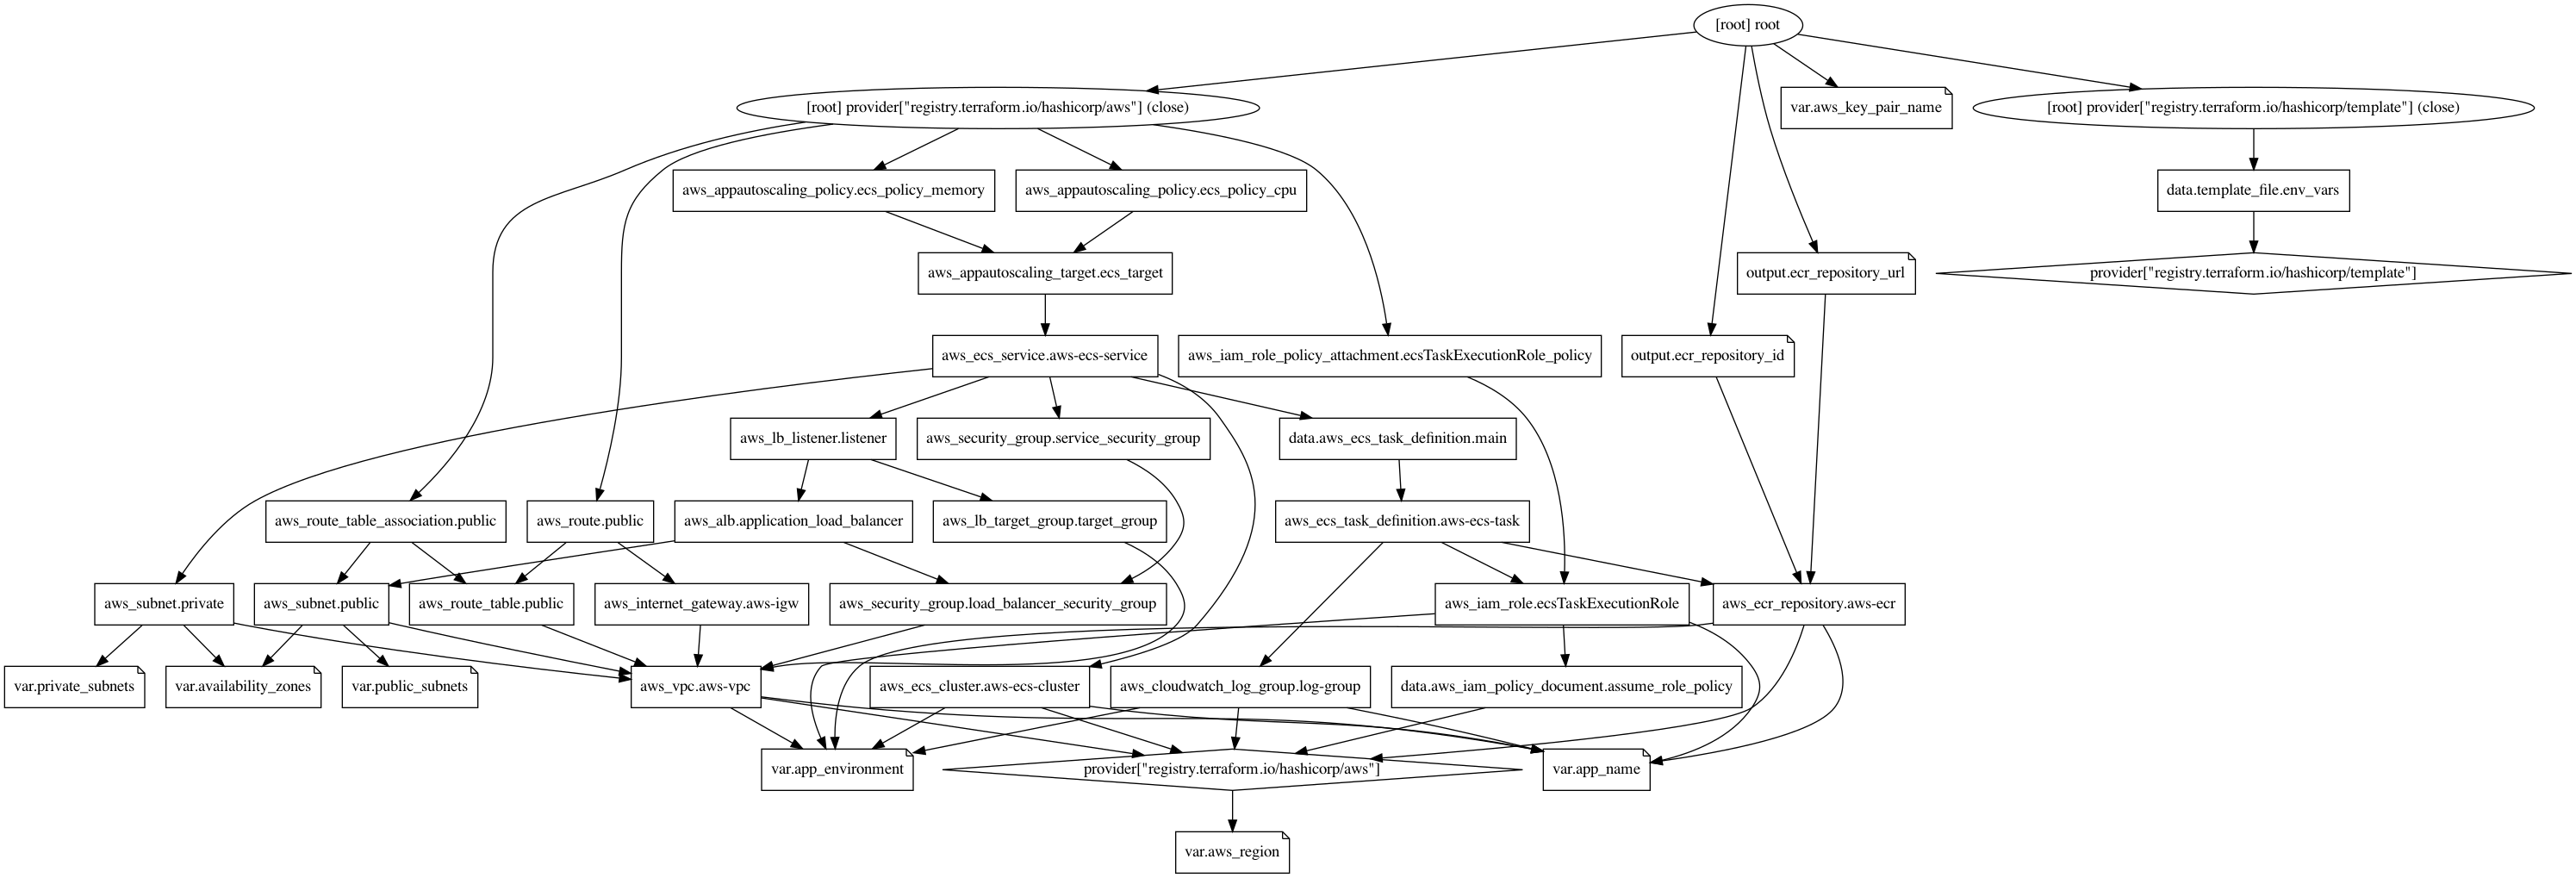 [root] root
[root] provider["registry.terraform.io/hashicorp/aws"] (close)
var.aws_key_pair_name
[root] provider["registry.terraform.io/hashicorp/template"] (close)
aws_appautoscaling_policy.ecs_policy_memory
aws_appautoscaling_policy.ecs_policy_cpu
data.template_file.env_vars
aws_appautoscaling_target.ecs_target
output.ecr_repository_url
provider["registry.terraform.io/hashicorp/template"]
aws_ecs_service.aws-ecs-service
aws_iam_role_policy_attachment.ecsTaskExecutionRole_policy
output.ecr_repository_id
aws_lb_listener.listener
aws_security_group.service_security_group
data.aws_ecs_task_definition.main
aws_route_table_association.public
aws_route.public
aws_alb.application_load_balancer
aws_lb_target_group.target_group
aws_ecs_task_definition.aws-ecs-task
aws_subnet.private
aws_subnet.public
aws_route_table.public
aws_internet_gateway.aws-igw
aws_security_group.load_balancer_security_group
aws_iam_role.ecsTaskExecutionRole
aws_ecr_repository.aws-ecr
var.private_subnets
var.availability_zones
var.public_subnets
aws_vpc.aws-vpc
aws_ecs_cluster.aws-ecs-cluster
aws_cloudwatch_log_group.log-group
data.aws_iam_policy_document.assume_role_policy
var.app_environment
provider["registry.terraform.io/hashicorp/aws"]
var.app_name
var.aws_region